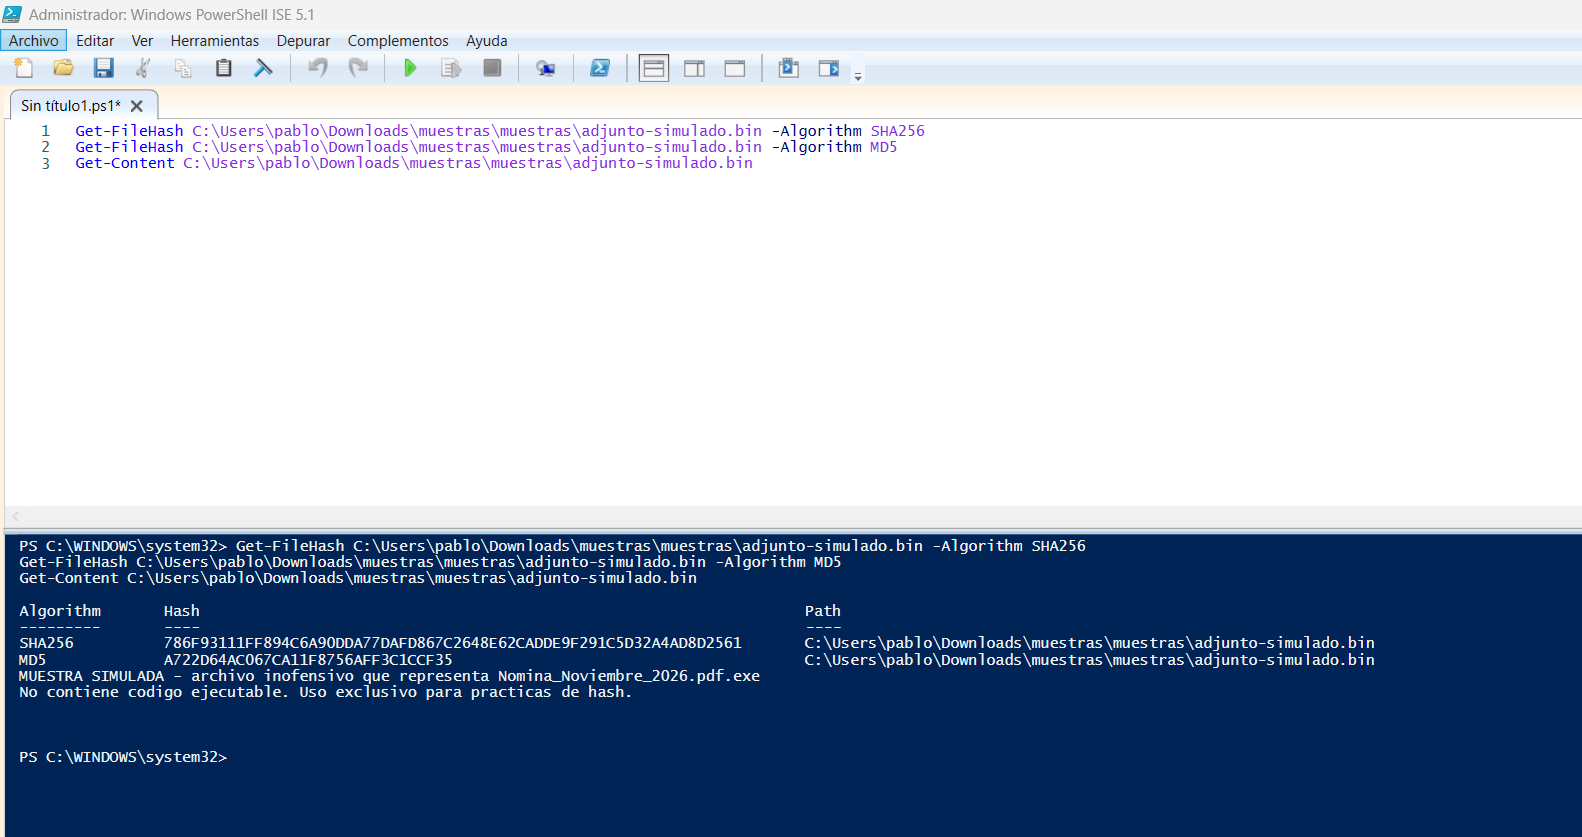 Administrador: Windows PowerShell ISE 5.1
Archivo Editar Ver Herramientas Depurar Complementos Ayuda
Sin título1.ps1*
1 Get-FileHash C:\Users\pablo\Downloads\muestras\muestras\adjunto-simulado.bin -Algorithm SHA256
2 Get-FileHash C:\Users\pablo\Downloads\muestras\muestras\adjunto-simulado.bin -Algorithm MD5
3 Get-Content C:\Users\pablo\Downloads\muestras\muestras\adjunto-simulado.bin
PS C:\WINDOWS\system32> Get-FileHash C:\Users\pablo\Downloads\muestras\muestras\adjunto-simulado.bin -Algorithm SHA256
Get-FileHash C:\Users\pablo\Downloads\muestras\muestras\adjunto-simulado.bin -Algorithm MD5
Get-Content C:\Users\pablo\Downloads\muestras\muestras\adjunto-simulado.bin
Algorithm Hash Path
--------- ---- ----
SHA256 786F93111FF894C6A90DDA77DAFD867C2648E62CADDE9F291C5D32A4AD8D2561 C:\Users\pablo\Downloads\muestras\muestras\adjunto-simulado.bin
MD5 A722D64AC067CA11F8756AFF3C1CCF35 C:\Users\pablo\Downloads\muestras\muestras\adjunto-simulado.bin
MUESTRA SIMULADA - archivo inofensivo que representa Nomina_Noviembre_2026.pdf.exe
No contiene codigo ejecutable. Uso exclusivo para practicas de hash.
PS C:\WINDOWS\system32>